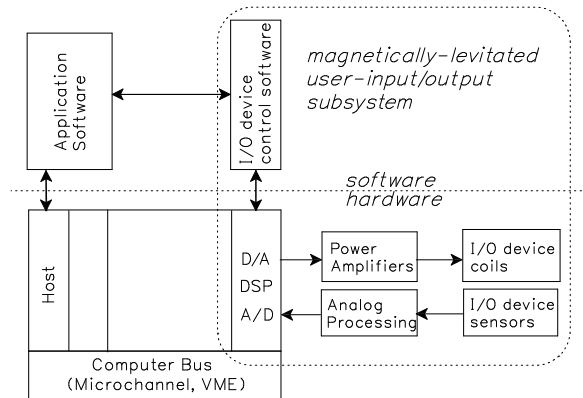 Application
Software
I/O device
control software
magnetically-levitated
user-input/output
subsystem
software
hardware
Host
D/A
DSP
A/D
Power
Amplifiers
I/O device
coils
Analog
Processing
I/O device
sensors
Computer Bus
(Microchannel, VME)